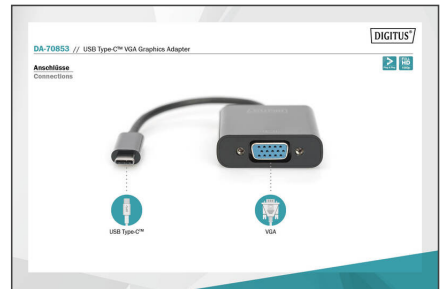 DIGITUS®
DA-70853 // USB Type-C™ VGA Graphics Adapter
Anschlüsse
Connections
USB Type-C™
VGA